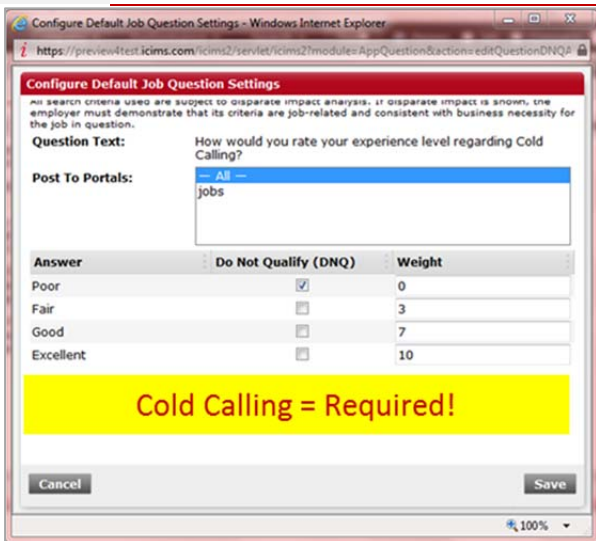 Configure Default Job Question Settings - Windows Internet Explorer
https://preview4test.icims.com/icims2/servlet/icims2?module=AppQuestion&action=editQuestionDNQA
Configure Default Job Question Settings
All search criteria used are subject to disparate impact analysis. If disparate impact is shown, the
employer must demonstrate that its criteria are job-related and consistent with business necessity for
the job in question.
Question Text: How would you rate your experience level regarding Cold
Calling?
Post To Portals: — All —
jobs
Answer Do Not Qualify (DNQ) Weight
Poor 0
Fair 3
Good 7
Excellent 10
Cold Calling = Required!
Cancel Save
100%